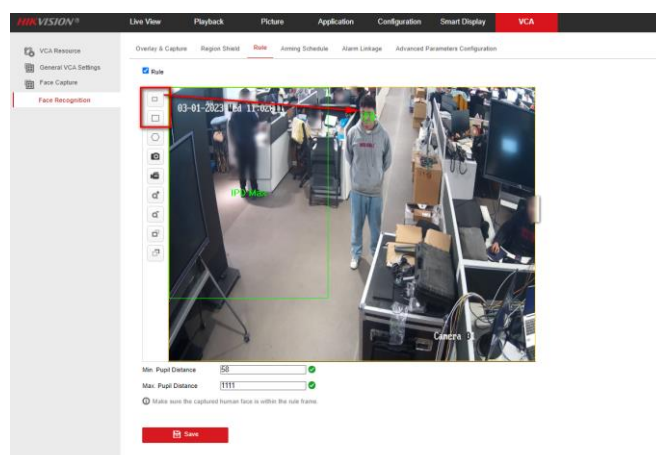 HIKVISION®
Live View Playback Picture Application Configuration Smart Display VCA
VCA Resource
General VCA Settings
Face Capture
Face Recognition
Overlay & Capture Region Shield Rule Arming Schedule Alarm Linkage Advanced Parameters Configuration
Rule
03-01-2023
IPD Max
Camera
Min. Pupil Distance 58
Max. Pupil Distance 1111
Make sure the captured human face is within the rule frame.
Save